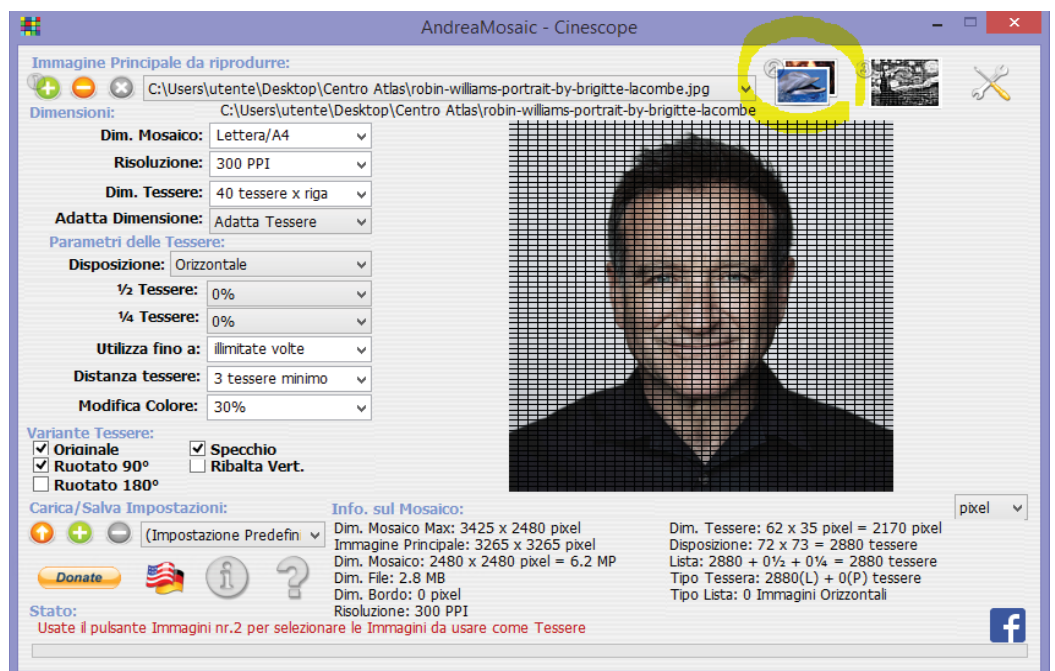 AndreaMosaic - Cinescope
Immagine Principale da riprodurre:
C:\Users\utente\Desktop\Centro Atlas\robin-williams-portrait-by-brigitte-lacombe.jpg
Dimensioni:
C:\Users\utente\Desktop\Centro Atlas\robin-williams-portrait-by-brigitte-lacombe
Dim. Mosaico: Lettera/A4
Risoluzione: 300 PPI
Dim. Tessere: 40 tessere x riga
Adatta Dimensione: Adatta Tessere
Parametri delle Tessere:
Disposizione: Orizzontale
½ Tessere: 0%
¼ Tessere: 0%
Utilizza fino a: illimitate volte
Distanza tessere: 3 tessere minimo
Modifica Colore: 30%
Variante Tessere:
Originale Specchio
Ruotato 90° Ribalta Vert.
Ruotato 180°
Carica/Salva Impostazioni:
(Impostazione Predefini
Donate
Info. sul Mosaico:
pixel
Dim. Mosaico Max: 3425 x 2480 pixel
Immagine Principale: 3265 x 3265 pixel
Dim. Mosaico: 2480 x 2480 pixel = 6.2 MP
Dim. File: 2.8 MB
Dim. Bordo: 0 pixel
Risoluzione: 300 PPI
Dim. Tessere: 62 x 35 pixel = 2170 pixel
Disposizione: 72 x 73 = 2880 tessere
Lista: 2880 + 0½ + 0¼ = 2880 tessere
Tipo Tessera: 2880(L) + 0(P) tessere
Tipo Lista: 0 Immagini Orizzontali
Stato:
Usate il pulsante Immagini nr.2 per selezionare le Immagini da usare come Tessere